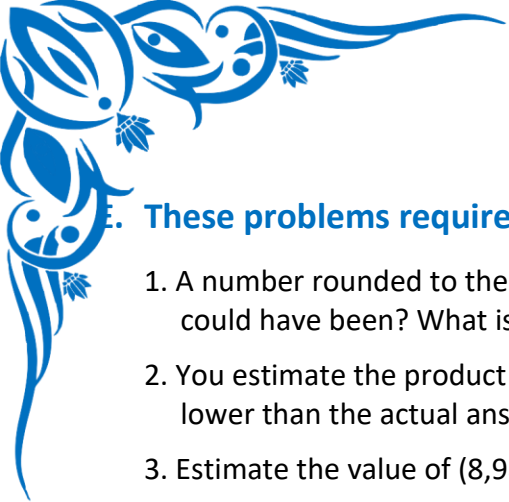 E. These problems require
1. A number rounded to the
could have been? What is
2. You estimate the product
lower than the actual ans
3. Estimate the value of (8,9